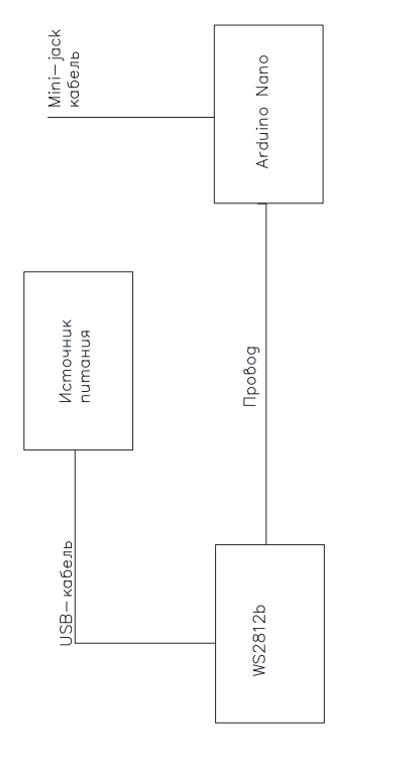 Mini-jack
кабель
Arduino Nano
Источник
питания
Провод
USB-кабель
WS2812b